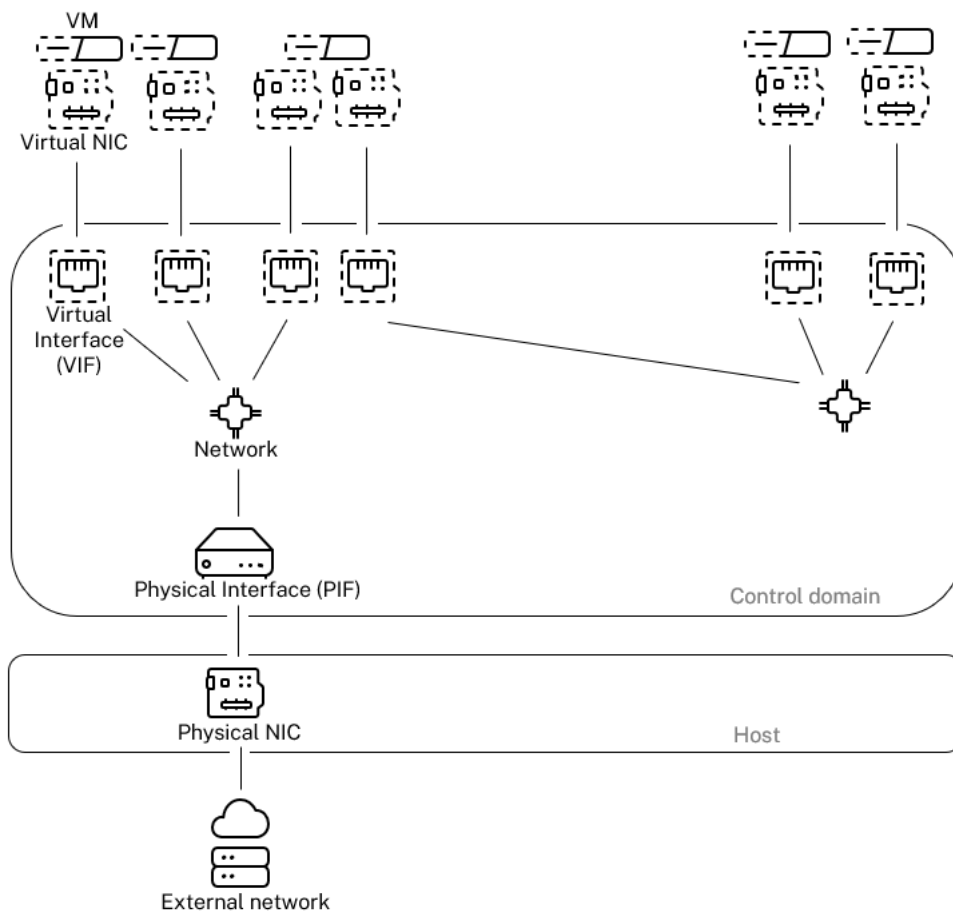 VM
Virtual NIC
Virtual
Interface
(VIF)
Network
Physical Interface (PIF)
Control domain
Physical NIC
Host
External network